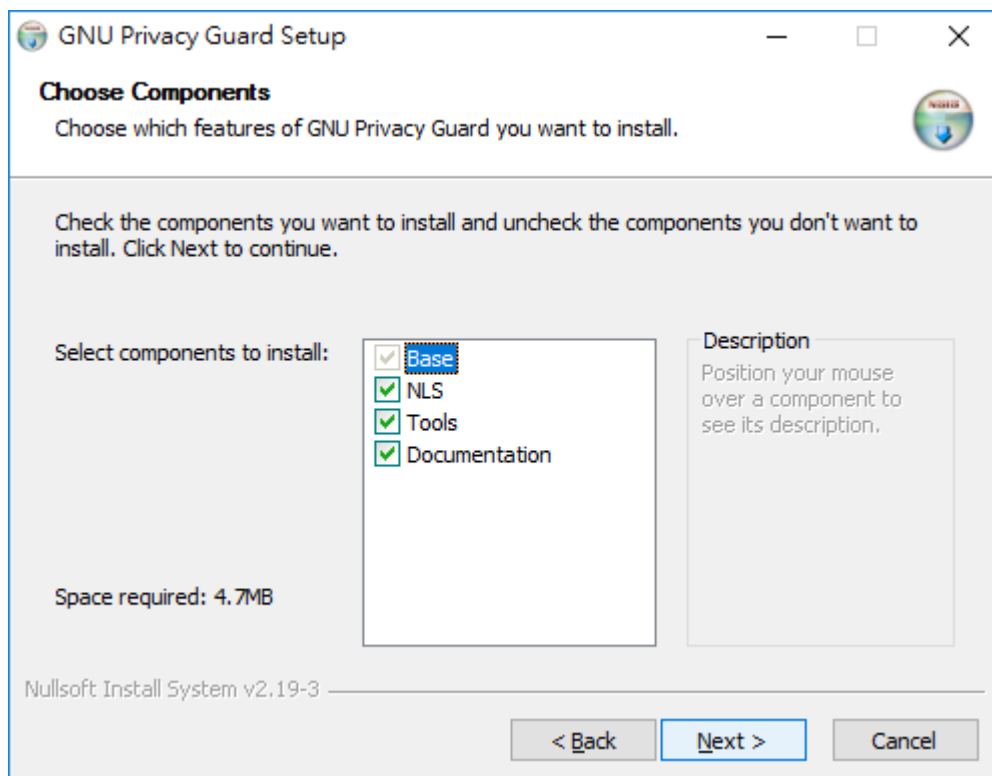 GNU Privacy Guard Setup
Choose Components
Choose which features of GNU Privacy Guard you want to install.
Check the components you want to install and uncheck the components you don't want to
install. Click Next to continue.
Select components to install:
Base
NLS
Tools
Documentation
Description
Position your mouse
over a component to
see its description.
Space required: 4.7MB
Nullsoft Install System v2.19-3
< Back
Next >
Cancel